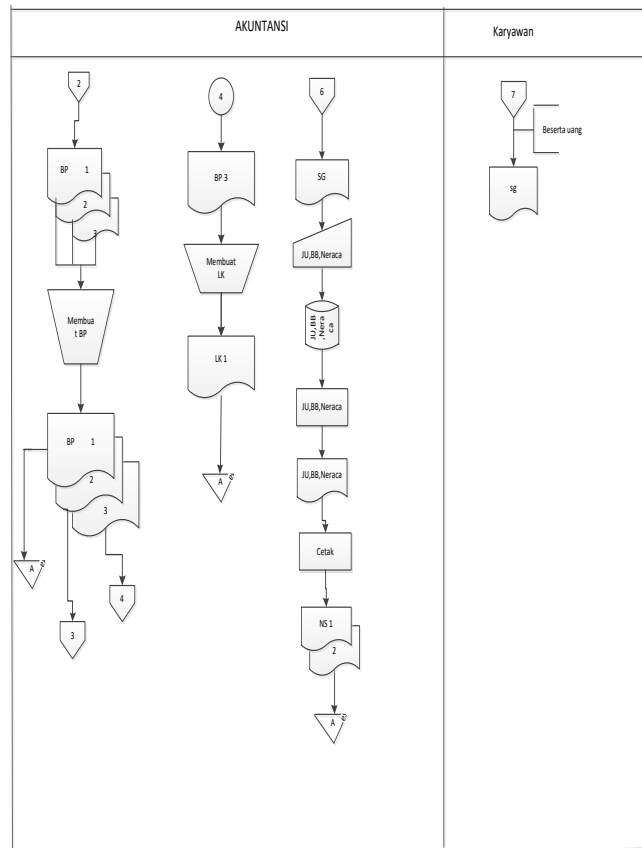 AKUNTANSI
Karyawan
2
BP 1
2
3
Membua
t BP
BP 1
2
3
A
3
4
4
BP 3
Membuat
LK
LK 1
A
6
SG
JU,BB,Neraca
JU,BB
,Nera
ca
JU,BB,Neraca
JU,BB,Neraca
Cetak
NS 1
2
A
7
Beserta uang
sg